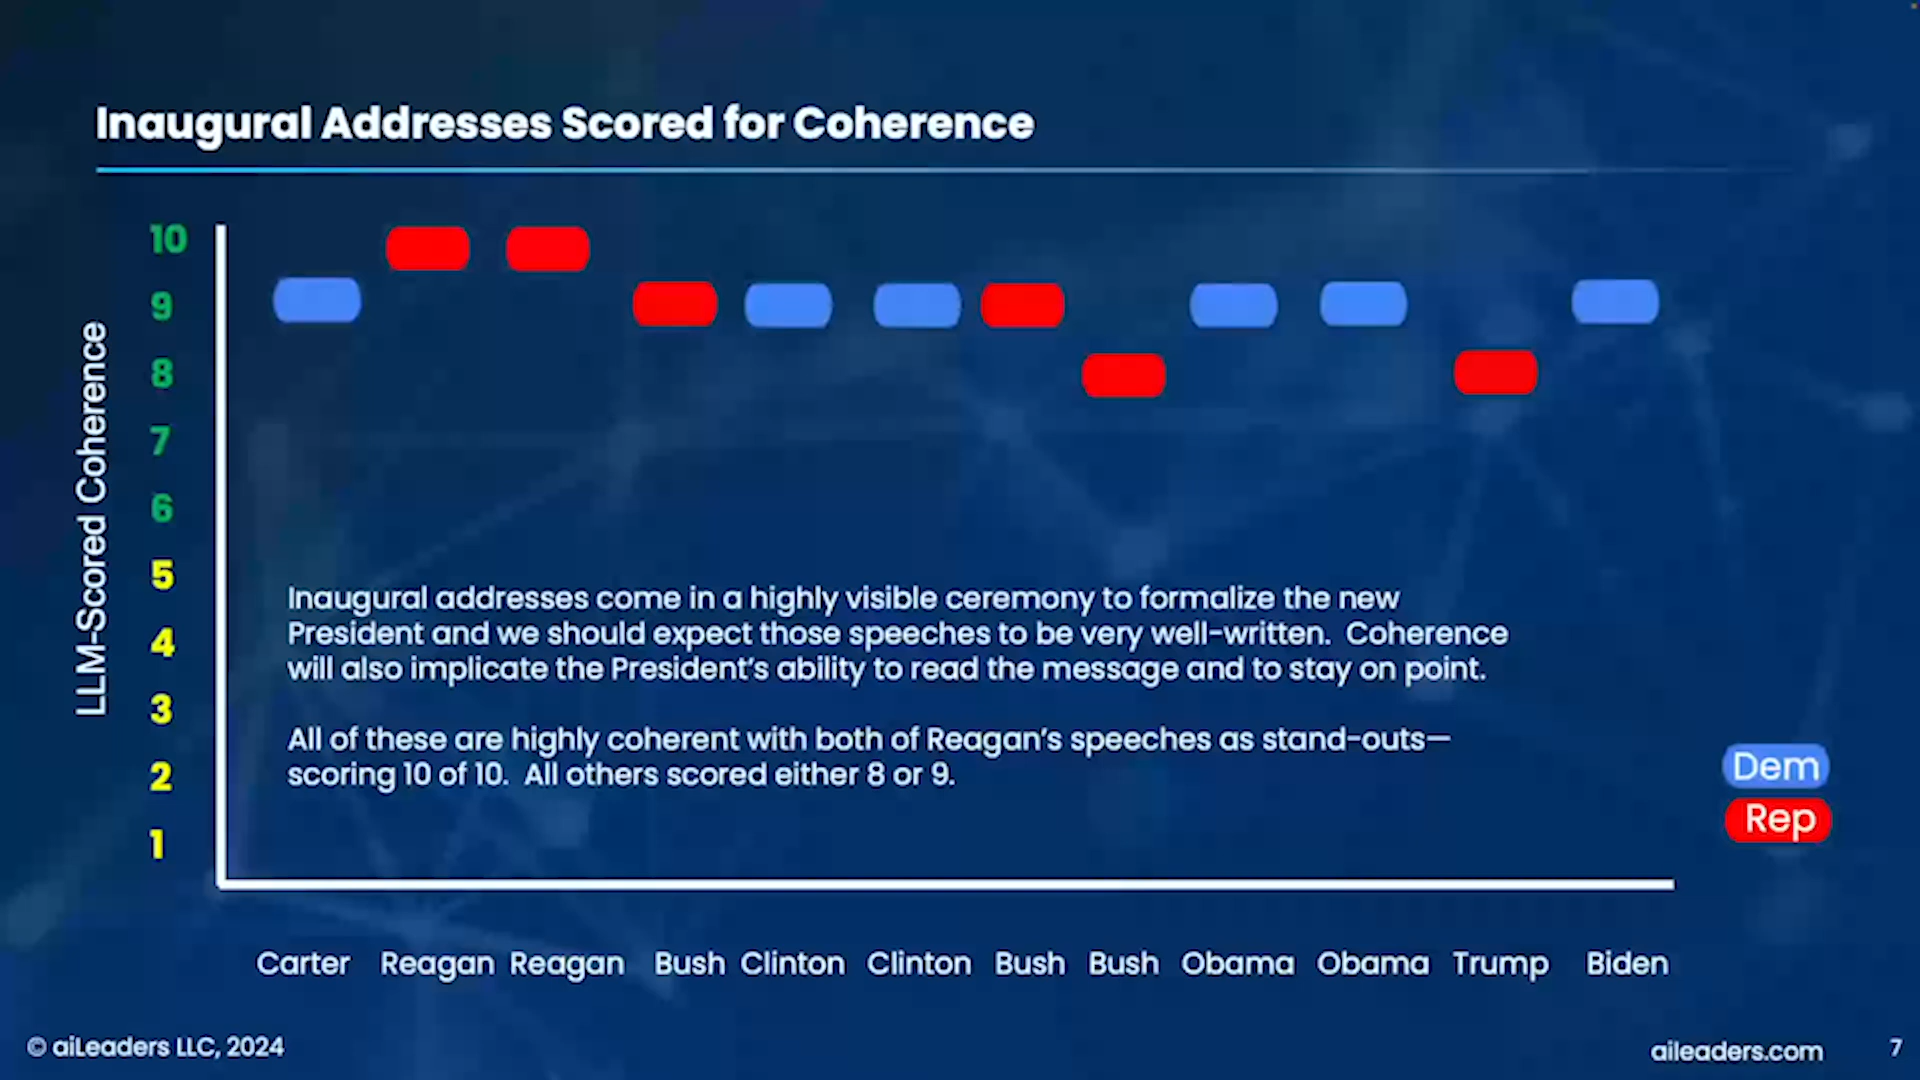 Inaugural Addresses Scored for Coherence
LLM-Scored Coherence
10
9
8
7
6
5
4
3
2
1
Inaugural addresses come in a highly visible ceremony to formalize the new
President and we should expect those speeches to be very well-written.  Coherence
will also implicate the President's ability to read the message and to stay on point.
All of these are highly coherent with both of Reagan's speeches as stand-outs—
scoring 10 of 10.  All others scored either 8 or 9.
Dem
Rep
Carter Reagan Reagan Bush Clinton Clinton Bush Bush Obama Obama Trump Biden
© aiLeaders LLC, 2024
aileaders.com 7